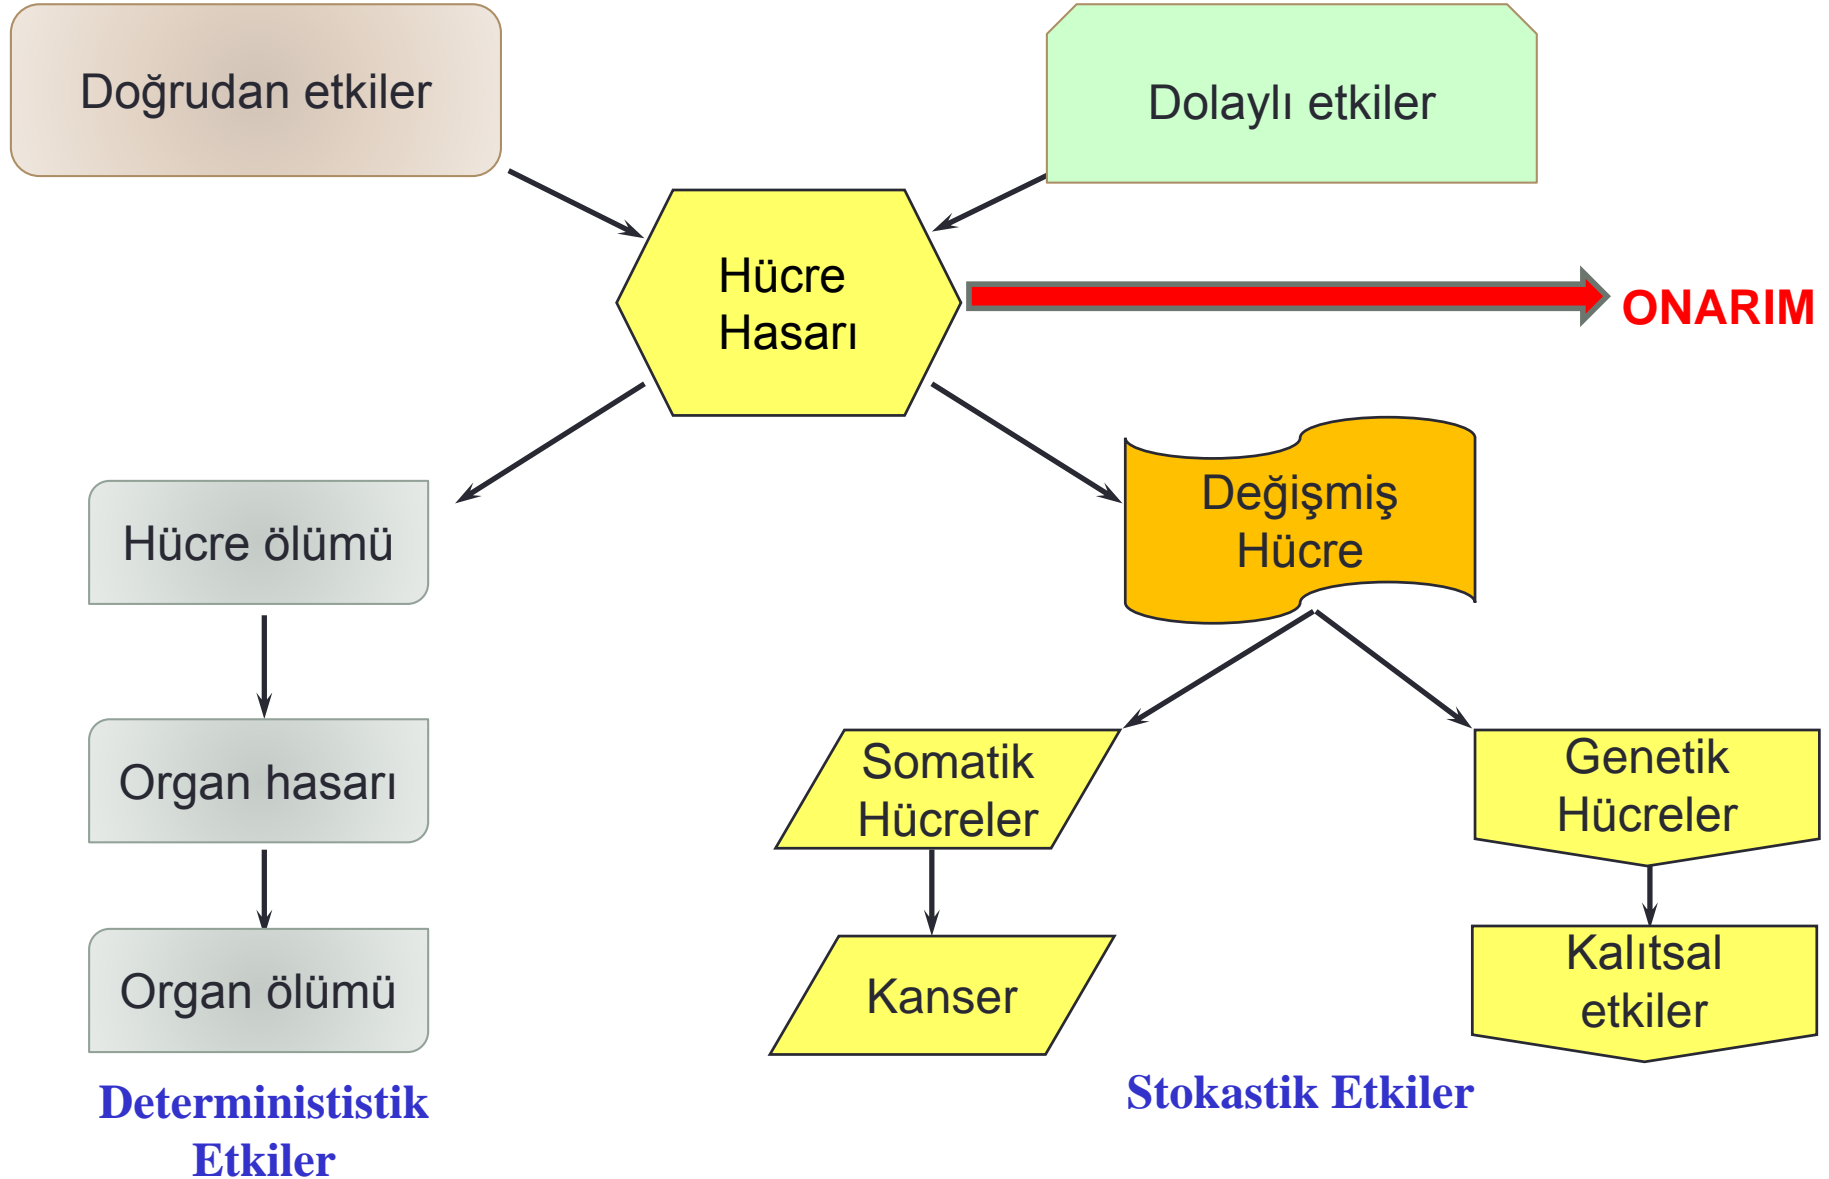 Doğrudan etkiler
Dolaylı etkiler
Hücre
Hasarı
ONARIM
Hücre ölümü
Değişmiş
Hücre
Organ hasarı
Somatik
Hücreler
Genetik
Hücreler
Organ ölümü
Kanser
Kalıtsal
etkiler
Determinististik
Etkiler
Stokastik Etkiler